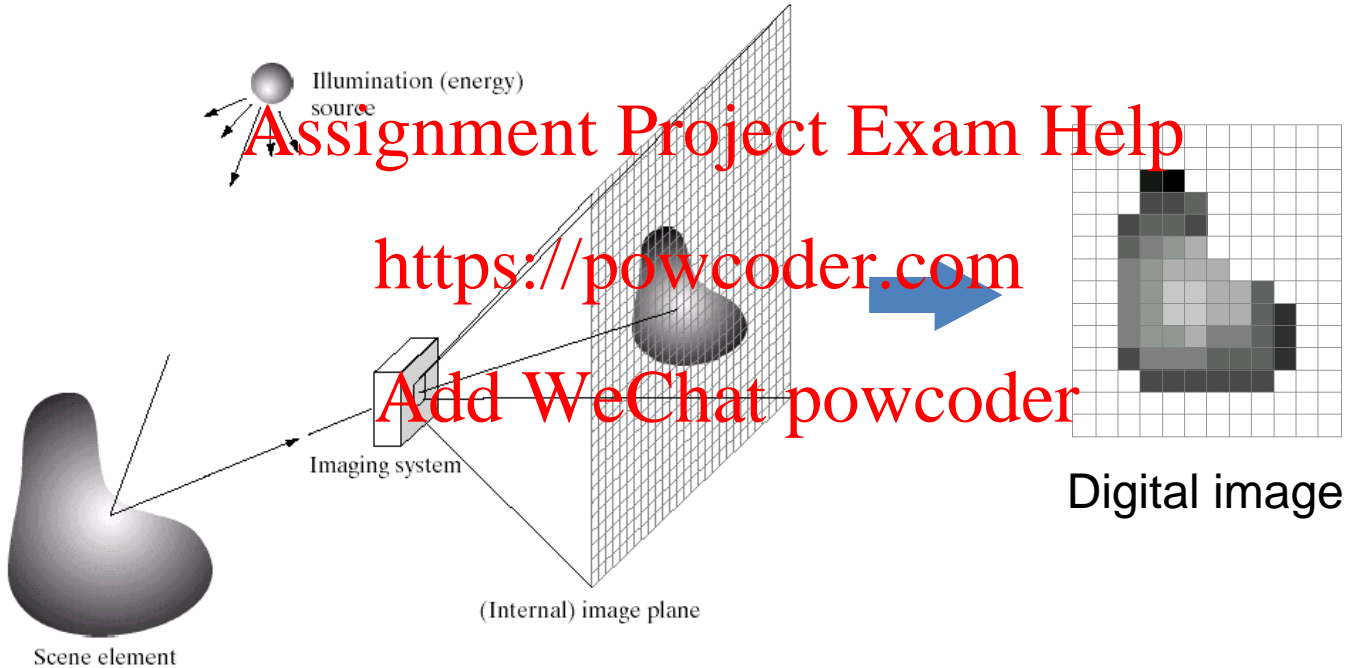 Illumination (energy)
source
Assignment Project Exam Help
https://powcoder.com
Add WeChat powcoder
Imaging system
Digital image
(Internal) image plane
Scene element